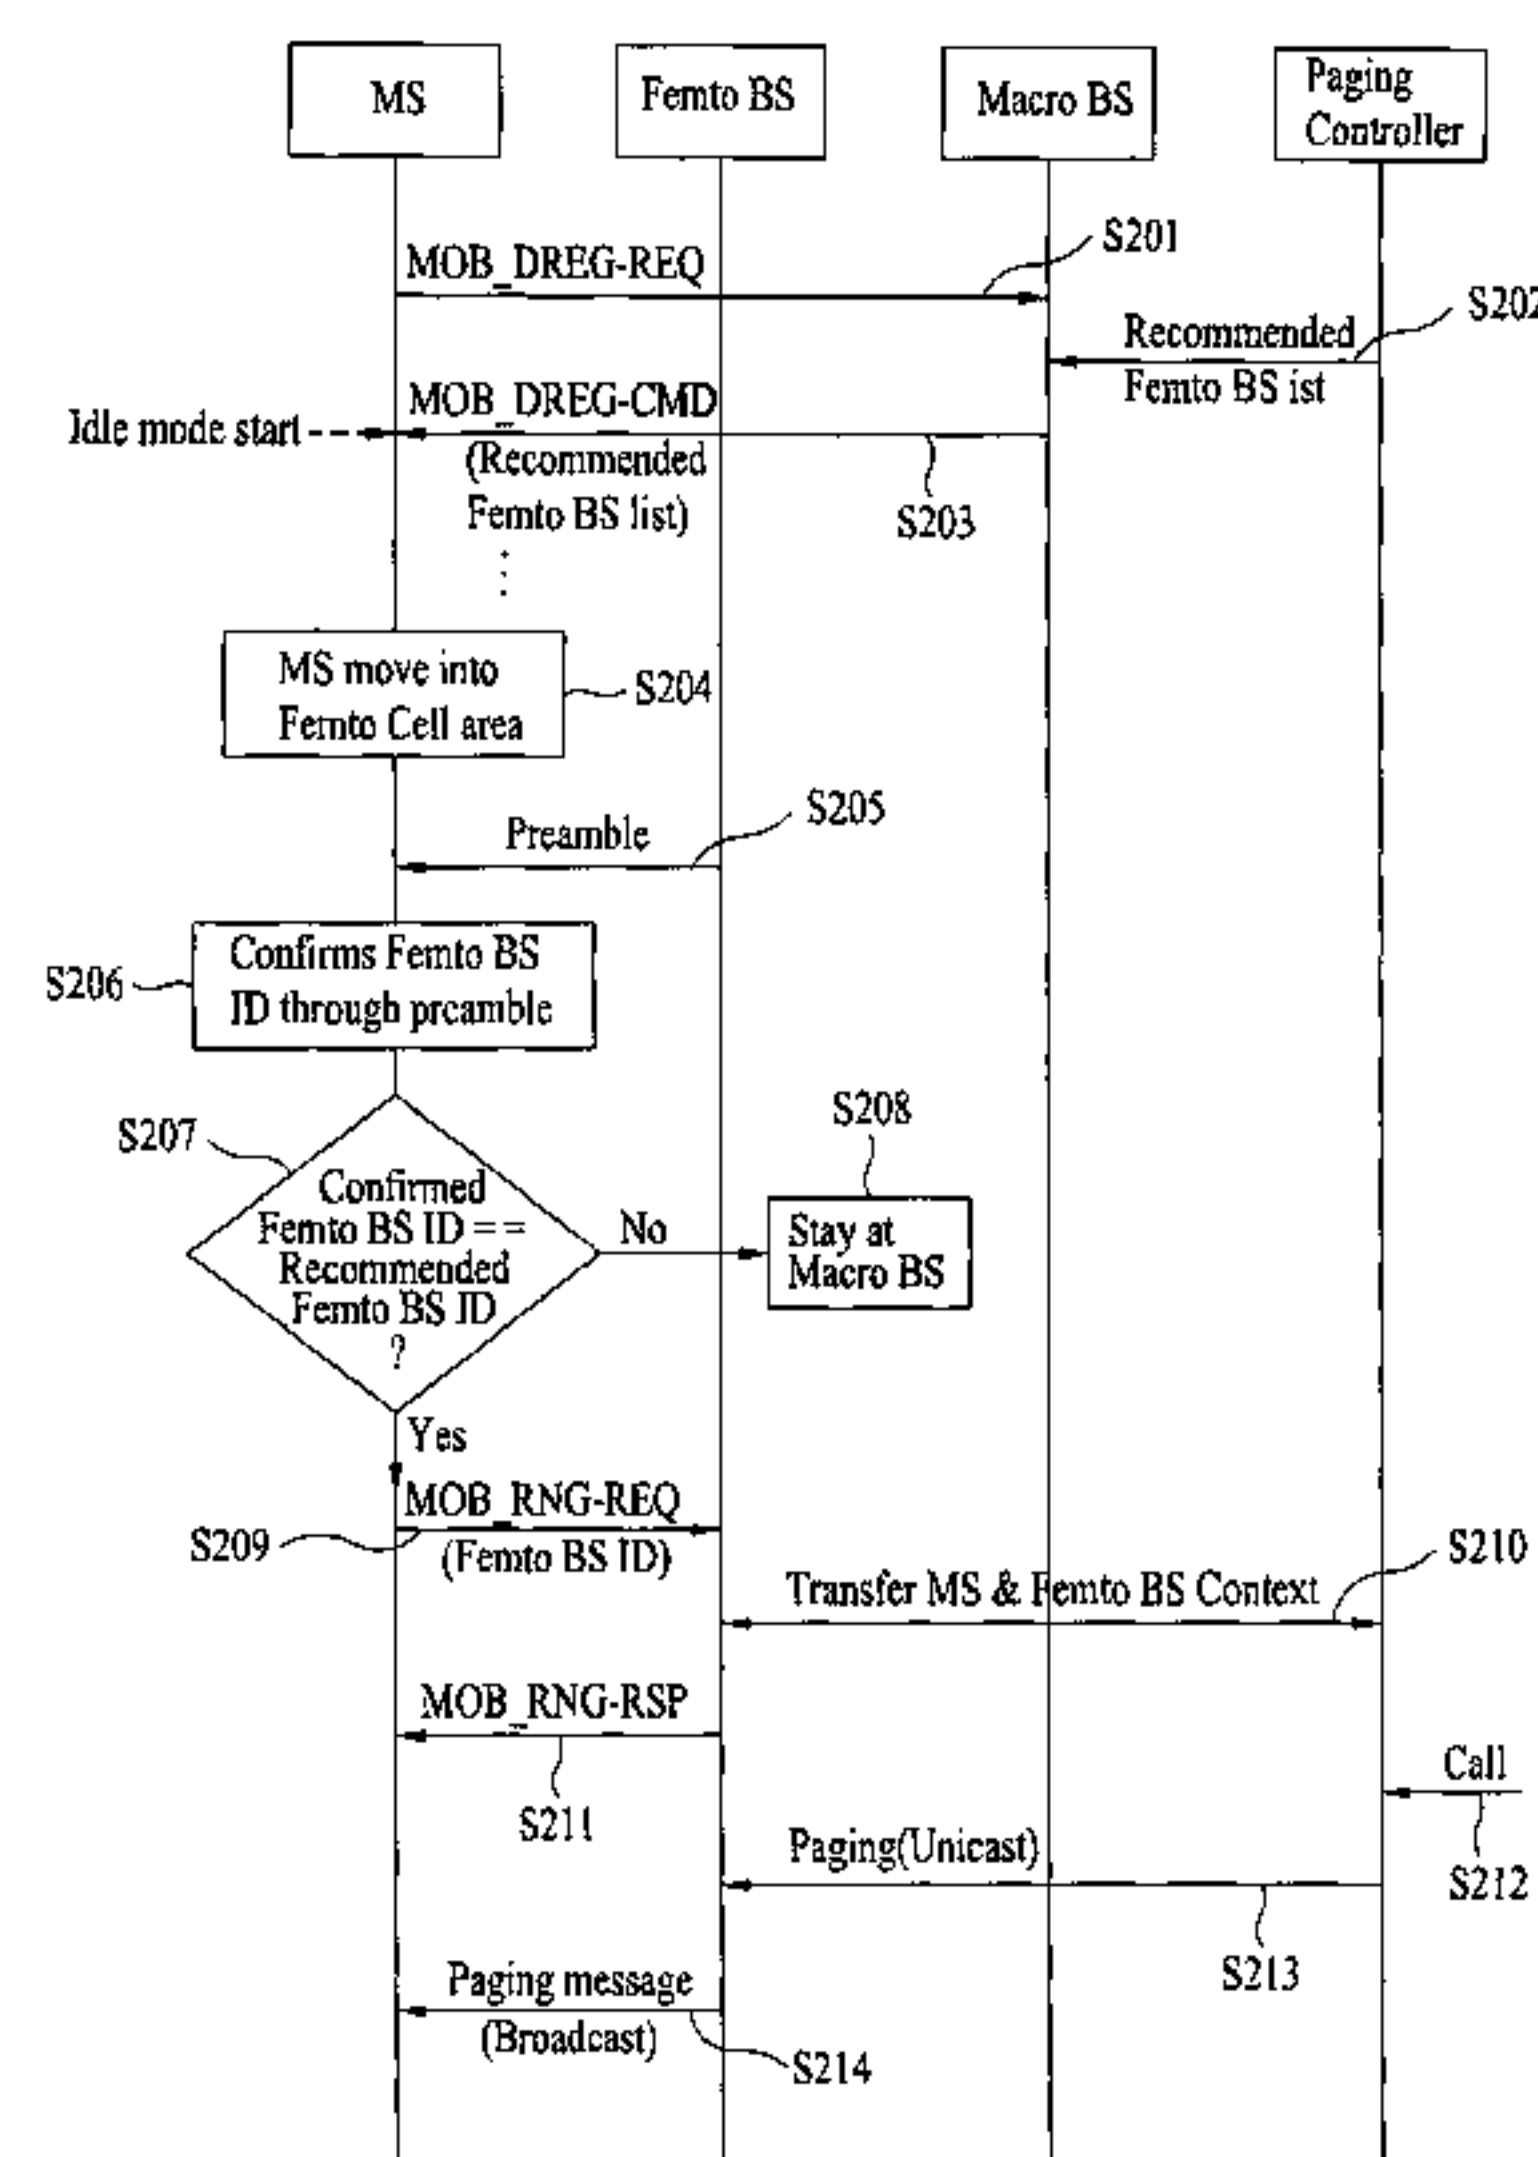 MS
Femto BS
Macro BS
Paging
Controller
MOB_DREG-REQ
S201
S202
Recommended
Femto BS ist
MOB_DREG-CMD
Idle mode start
(Recommended
Femto BS list)
S203
MS move into
Femto Cell area
S204
S205
Preamble
Confirms Femto BS
ID through preamble
S206
S207
Confirmed
Femto BS ID ==
Recommended
Femto BS ID
?
No
S208
Stay at
Macro BS
Yes
MOB_RNG-REQ
S209
(Femto BS ID)
S210
Transfer MS & Femto BS Context
MOB_RNG-RSP
S211
Call
S212
Paging(Unicast)
S213
Paging message
(Broadcast)
S214